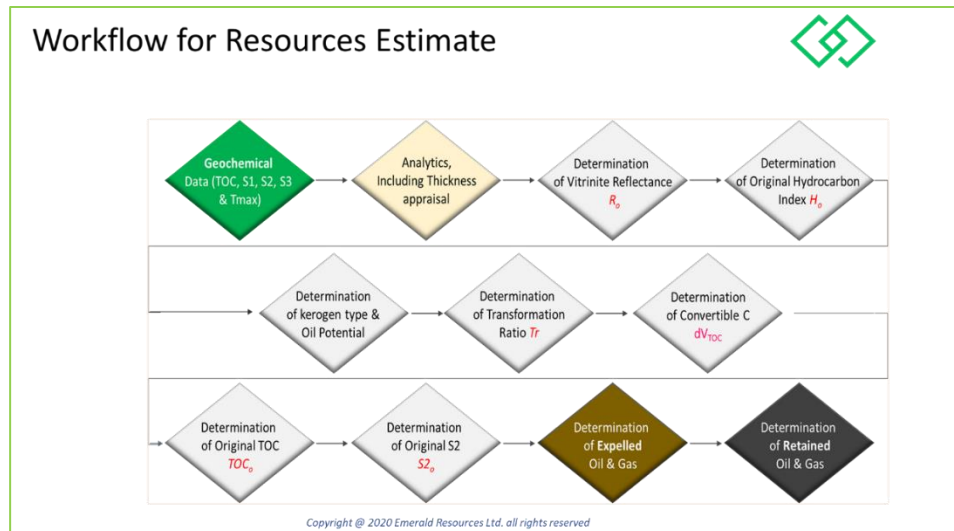 Workflow for Resources Estimate
Geochemical
Data (TOC, S1, S2, S3
& Tmax)
Analytics,
Including Thickness
appraisal
Determination
of Vitrinite Reflectance
Ro
Determination
of Original Hydrocarbon
Index Ho
Determination
of kerogen type &
Oil Potential
Determination
of Transformation
Ratio Tr
Determination
of Convertible C
dVTOC
Determination
of Original TOC
TOCo
Determination
of Original S2
S2o
Determination
of Expelled
Oil & Gas
Determination
of Retained
Oil & Gas
Copyright @ 2020 Emerald Resources Ltd. all rights reserved